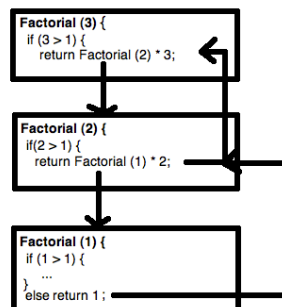 Factorial (3) {
if (3 > 1) {
return Factorial (2) * 3;
Factorial (2) {
if(2 > 1) {
return Factorial (1) * 2;
Factorial (1) {
if (1 > 1) {
...
}
else return 1 ;